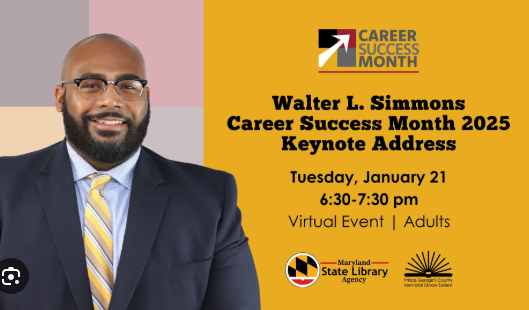 CAREER
SUCCESS
MONTH
Walter L. Simmons
Career Success Month 2025
Keynote Address
Tuesday, January 21
6:30-7:30 pm
Virtual Event | Adults
Maryland
State Library
Agency
Prince George's County
Memorial Library System